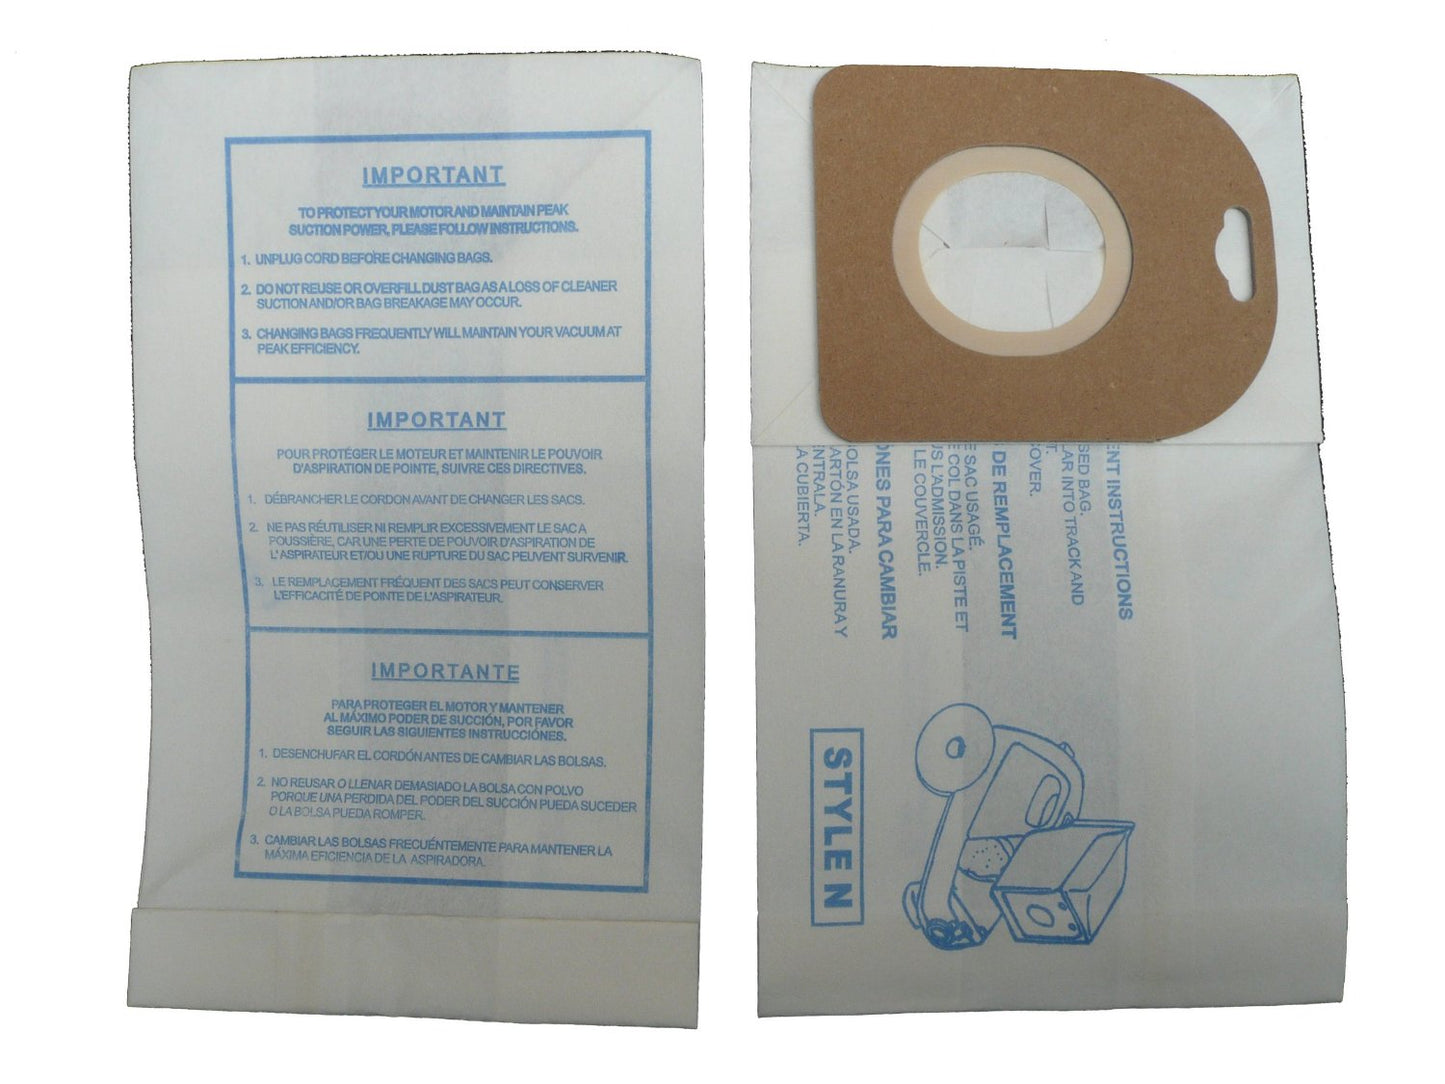 IMPORTANT
TO PROTECT YOUR MOTOR AND MAINTAIN PEAK
SUCTION POWER, PLEASE FOLLOW INSTRUCTIONS.
1. UNPLUG CORD BEFORE CHANGING BAGS.
2. DO NOT REUSE OR OVERFILL DUST BAG AS A LOSS OF CLEANER
SUCTION AND/OR BAG BREAKAGE MAY OCCUR.
3. CHANGING BAGS FREQUENTLY WILL MAINTAIN YOUR VACUUM AT
PEAK EFFICIENCY.
IMPORTANT
POUR PROTÉGER LE MOTEUR ET MAINTENIR LE POUVOIR
D'ASPIRATION DE POINTE, SUIVRE CES DIRECTIVES.
1. DÉBRANCHER LE CORDON AVANT DE CHANGER LES SACS.
2. NE PAS RÉUTILISER NI REMPLIR EXCESSIVEMENT LE SAC A
POUSSIÈRE, CAR UNE PERTE DE POUVOIR D'ASPIRATION DE
L'ASPIRATEUR ET/OU UNE RUPTURE DU SAC PEUVENT SURVENIR.
3. LE REMPLACEMENT FRÉQUENT DES SACS PEUT CONSERVER
L'EFFICACITÉ DE POINTE DE L'ASPIRATEUR.
IMPORTANTE
PARA PROTEGER EL MOTOR Y MANTENER
AL MÁXIMO PODER DE SUCCIÓN, POR FAVOR
SEGUIR LAS SIGUIENTES INSTRUCCIÓNES.
1. DESENCHUFAR EL CORDÓN ANTES DE CAMBIAR LAS BOLSAS.
2. NO REUSAR O LLENAR DEMASIADO LA BOLSA CON POLVO
PORQUE UNA PERDIDA DEL PODER DEL SUCCIÓN PUEDA SUCEDER
O LA BOLSA PUEDA ROMPER.
3. CAMBIAR LAS BOLSAS FRECUÉNTEMENTE PARA MANTENER LA
MÁXIMA EFICIENCIA DE LA ASPIRADORA.
ENT INSTRUCTIONS
SED BAG.
LAR INTO TRACK AND
T.
COVER.
DE REMPLACEMENT
E SAC USAGÉ.
E COL DANS LA PISTE ET
US L'ADMISSION.
LE COUVERCLE.
ONES PARA CAMBIAR
BOLSA USADA.
ARTÓN EN LA RANURA Y
ENTRALA.
A CUBIERTA.
STYLE N